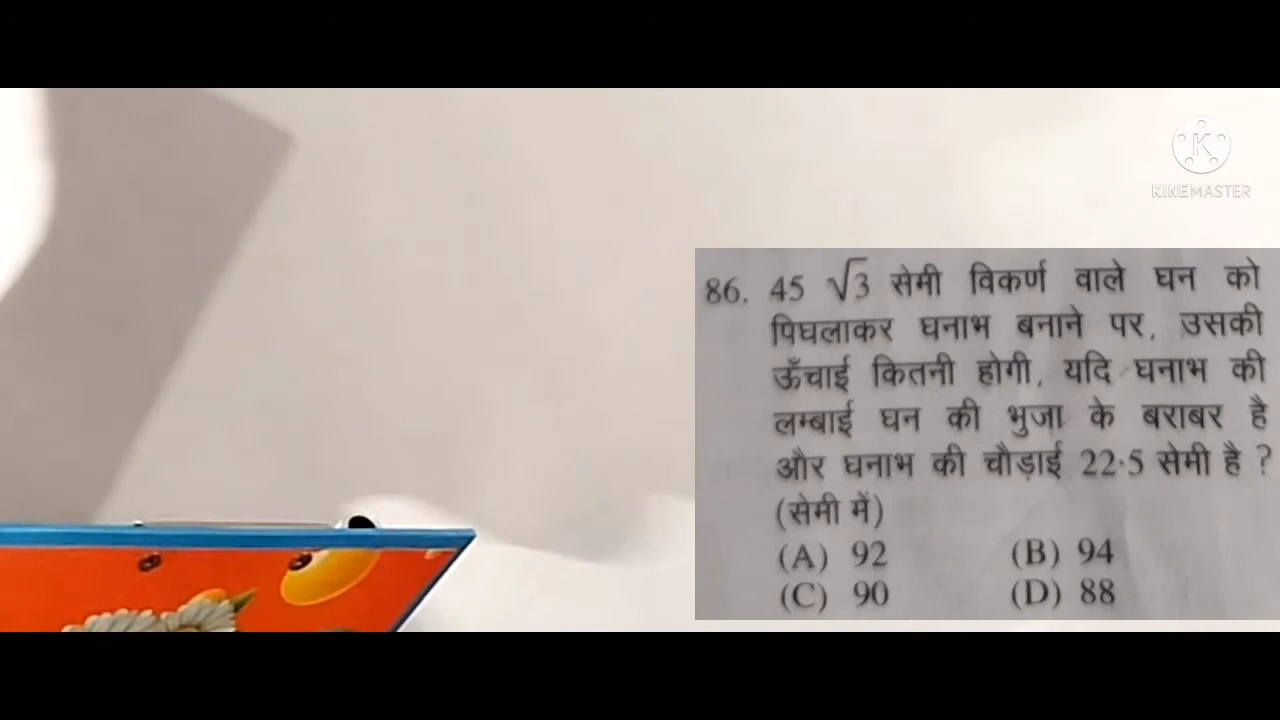 K
KINEMASTER
86. 45 √3 सेमी विकर्ण वाले घन को
पिघलाकर घनाभ बनाने पर, उसकी
ऊँचाई कितनी होगी, यदि घनाभ की
लम्बाई घन की भुजा के बराबर है
और घनाभ की चौड़ाई 22·5 सेमी है ?
(सेमी में)
(A) 92 (B) 94
(C) 90 (D) 88